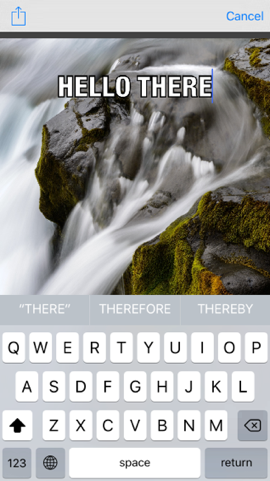 Cancel
HELLO THERE
“THERE” THEREFORE THEREBY
Q W E R T Y U I O P
A S D F G H J K L
Z X C V B N M
123 space return